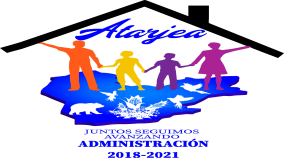 Atarjea
JUNTOS SEGUIMOS
AVANZANDO
ADMINISTRACIÓN
2018-2021